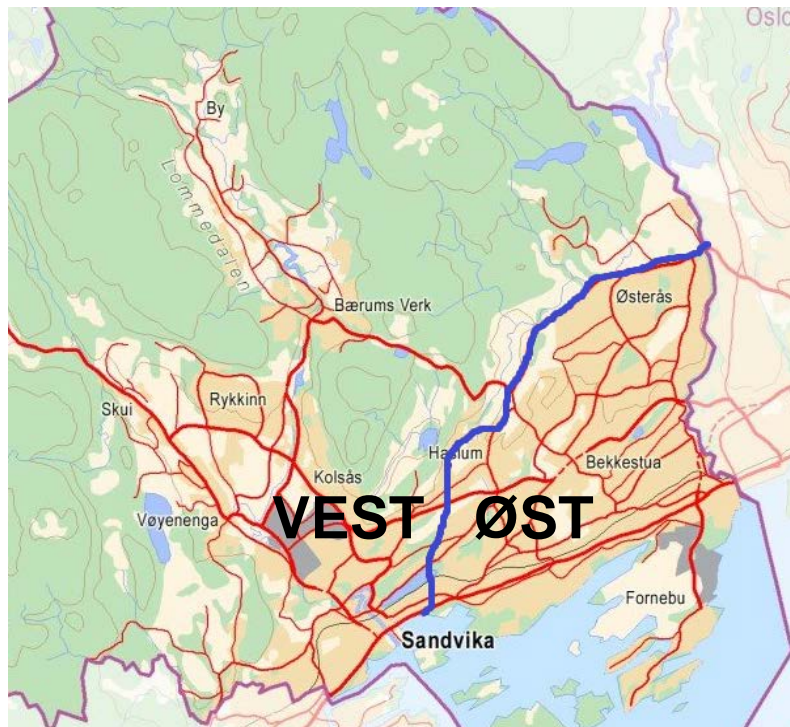 Oslo
By
Lommedalen
Østerås
Bærums Verk
Rykkinn
Skui
Haslum
Bekkestua
Kolsås
VEST ØST
Vøyenenga
Fornebu
Sandvika